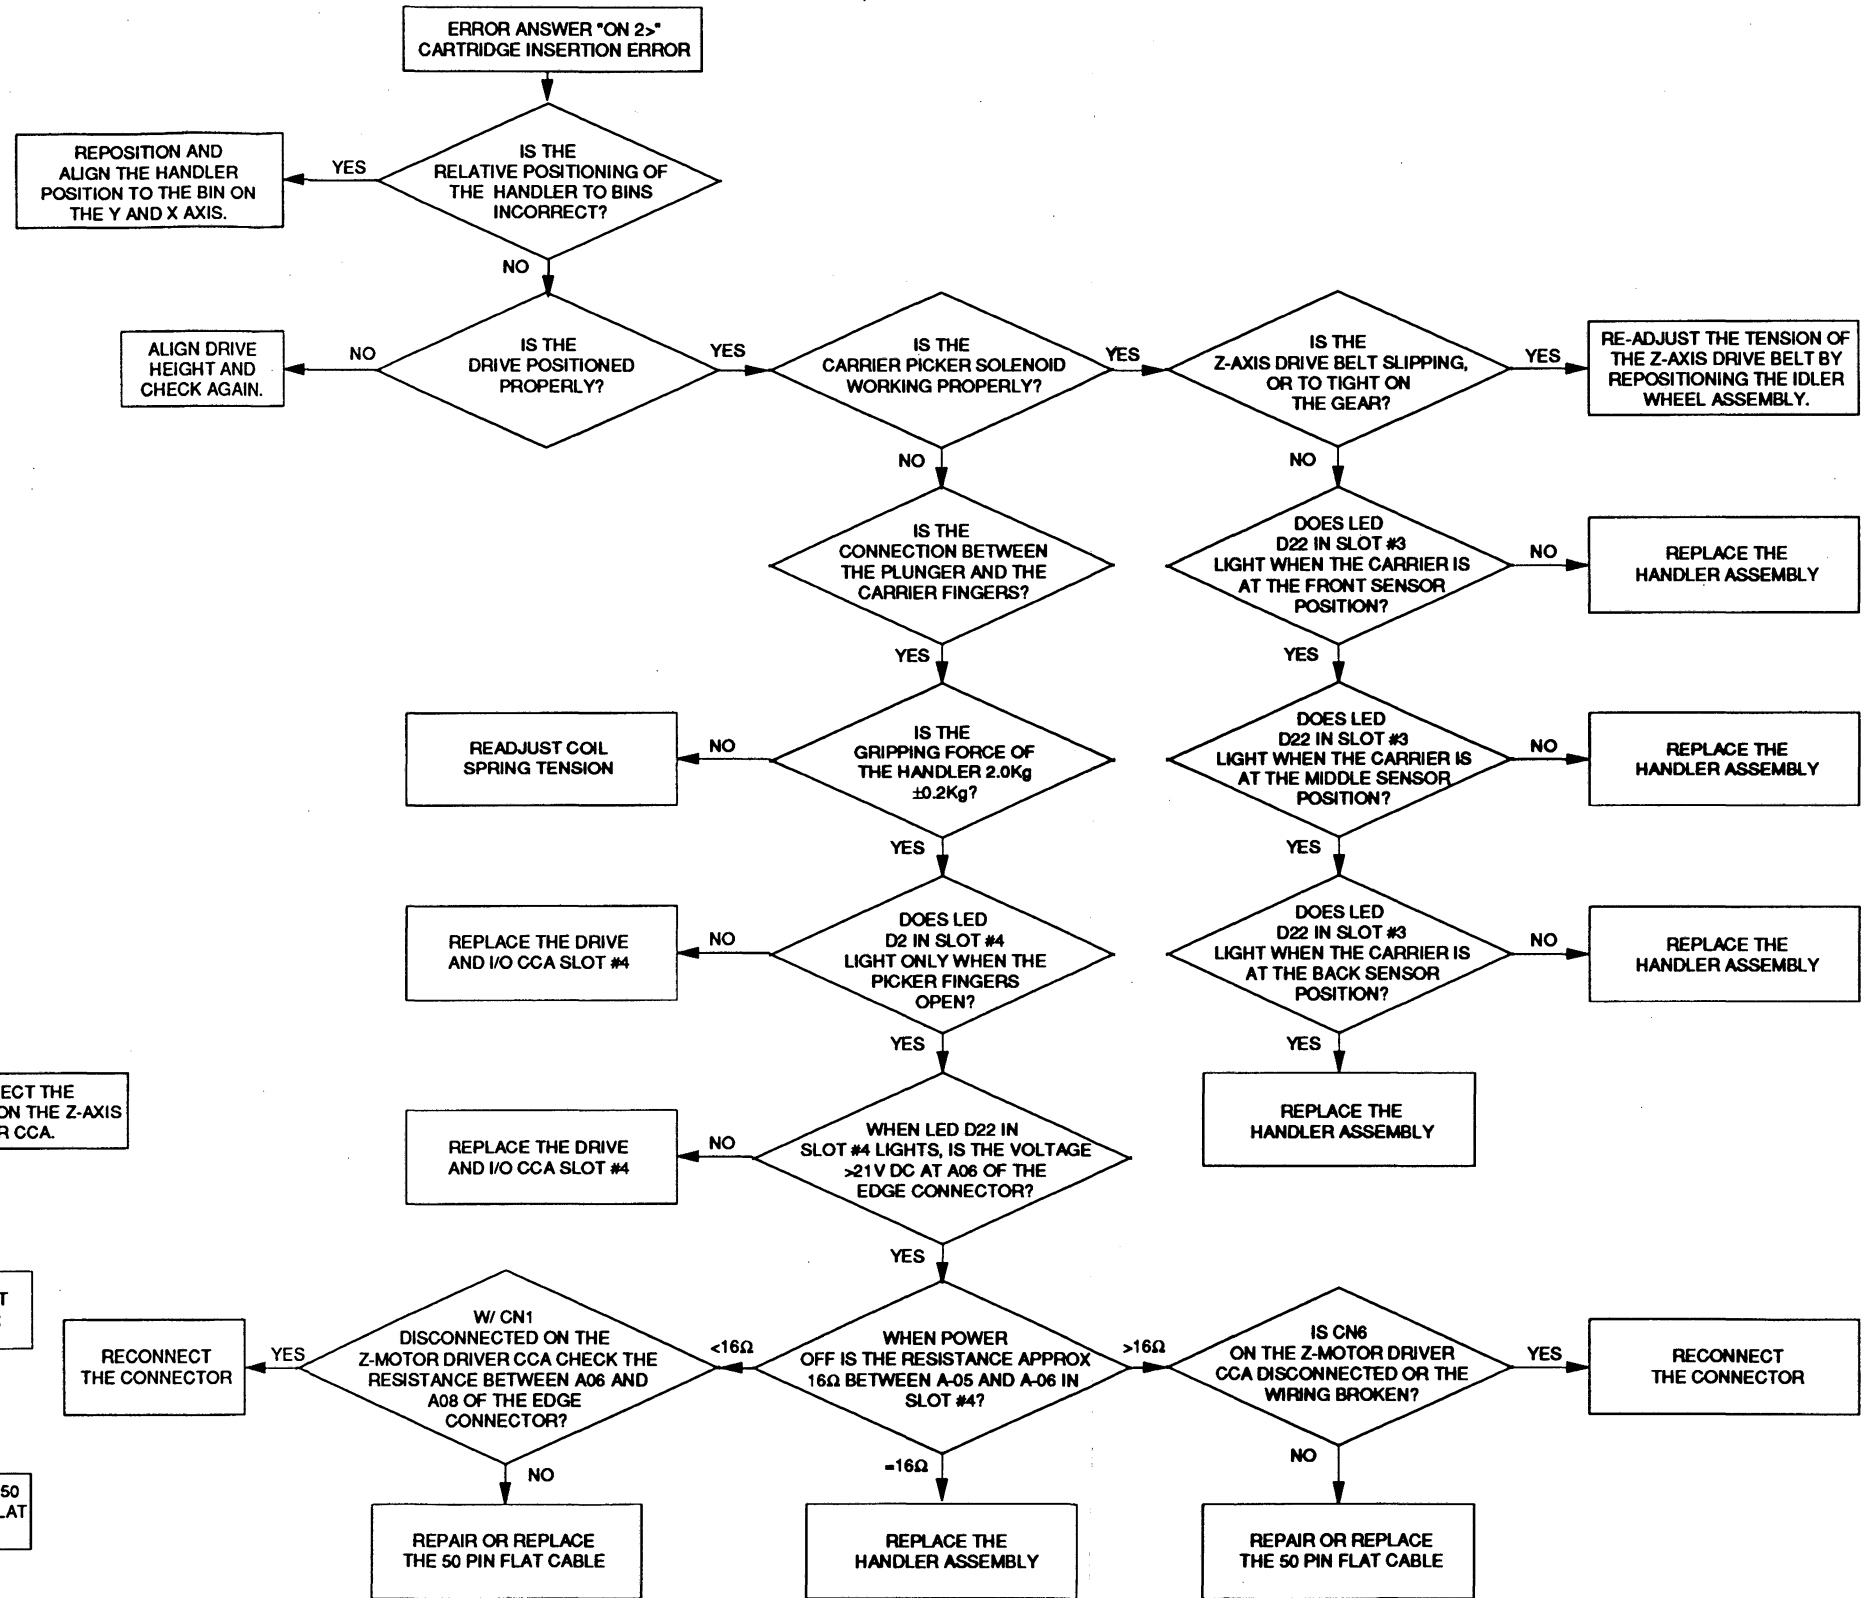 ERROR ANSWER "ON 2>"
CARTRIDGE INSERTION ERROR
IS THE
RELATIVE POSITIONING OF
THE HANDLER TO BINS
INCORRECT?
YES
REPOSITION AND
ALIGN THE HANDLER
POSITION TO THE BIN ON
THE Y AND X AXIS.
NO
IS THE
DRIVE POSITIONED
PROPERLY?
NO
ALIGN DRIVE
HEIGHT AND
CHECK AGAIN.
YES
IS THE
CARRIER PICKER SOLENOID
WORKING PROPERLY?
YES
IS THE
Z-AXIS DRIVE BELT SLIPPING,
OR TO TIGHT ON
THE GEAR?
YES
RE-ADJUST THE TENSION OF
THE Z-AXIS DRIVE BELT BY
REPOSITIONING THE IDLER
WHEEL ASSEMBLY.
NO
IS THE
CONNECTION BETWEEN
THE PLUNGER AND THE
CARRIER FINGERS?
NO
DOES LED
D22 IN SLOT #3
LIGHT WHEN THE CARRIER IS
AT THE FRONT SENSOR
POSITION?
NO
REPLACE THE
HANDLER ASSEMBLY
YES
IS THE
GRIPPING FORCE OF
THE HANDLER 2.0Kg
±0.2Kg?
NO
READJUST COIL
SPRING TENSION
YES
DOES LED
D22 IN SLOT #3
LIGHT WHEN THE CARRIER IS
AT THE MIDDLE SENSOR
POSITION?
NO
REPLACE THE
HANDLER ASSEMBLY
YES
DOES LED
D2 IN SLOT #4
LIGHT ONLY WHEN THE
PICKER FINGERS
OPEN?
NO
REPLACE THE DRIVE
AND I/O CCA SLOT #4
YES
DOES LED
D22 IN SLOT #3
LIGHT WHEN THE CARRIER IS
AT THE BACK SENSOR
POSITION?
NO
REPLACE THE
HANDLER ASSEMBLY
YES
WHEN LED D22 IN
SLOT #4 LIGHTS, IS THE VOLTAGE
>21V DC AT A06 OF THE
EDGE CONNECTOR?
NO
REPLACE THE DRIVE
AND I/O CCA SLOT #4
YES
REPLACE THE
HANDLER ASSEMBLY
ECT THE
ON THE Z-AXIS
R CCA.
YES
WHEN POWER
OFF IS THE RESISTANCE APPROX
16Ω BETWEEN A-05 AND A-06 IN
SLOT #4?
<16Ω
W/ CN1
DISCONNECTED ON THE
Z-MOTOR DRIVER CCA CHECK THE
RESISTANCE BETWEEN A06 AND
A08 OF THE EDGE
CONNECTOR?
YES
RECONNECT
THE CONNECTOR
T
>16Ω
IS CN6
ON THE Z-MOTOR DRIVER
CCA DISCONNECTED OR THE
WIRING BROKEN?
YES
RECONNECT
THE CONNECTOR
NO
REPAIR OR REPLACE
THE 50 PIN FLAT CABLE
=16Ω
REPLACE THE
HANDLER ASSEMBLY
NO
REPAIR OR REPLACE
THE 50 PIN FLAT CABLE
50
LAT